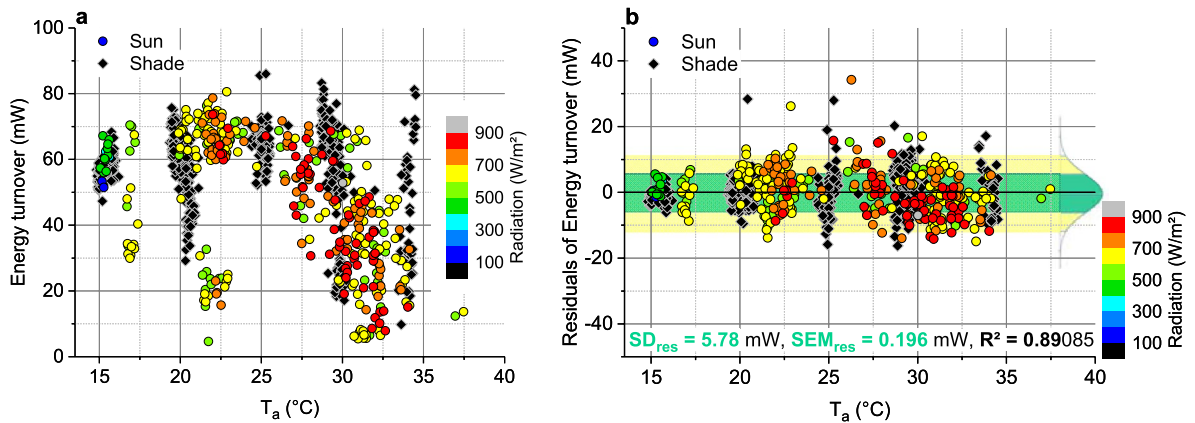 a
Energy turnover (mW)
100
80
60
40
20
0
Sun
Shade
900
700
500
300
100
Radiation (W/m²)
15 20 25 30 35 40
Tₐ (°C)
b
Residuals of Energy turnover (mW)
40
20
0
-20
-40
Sun
Shade
SDres = 5.78 mW, SEMres = 0.196 mW, R² = 0.89085
900
700
500
300
100
Radiation (W/m²)
15 20 25 30 35 40
Tₐ (°C)